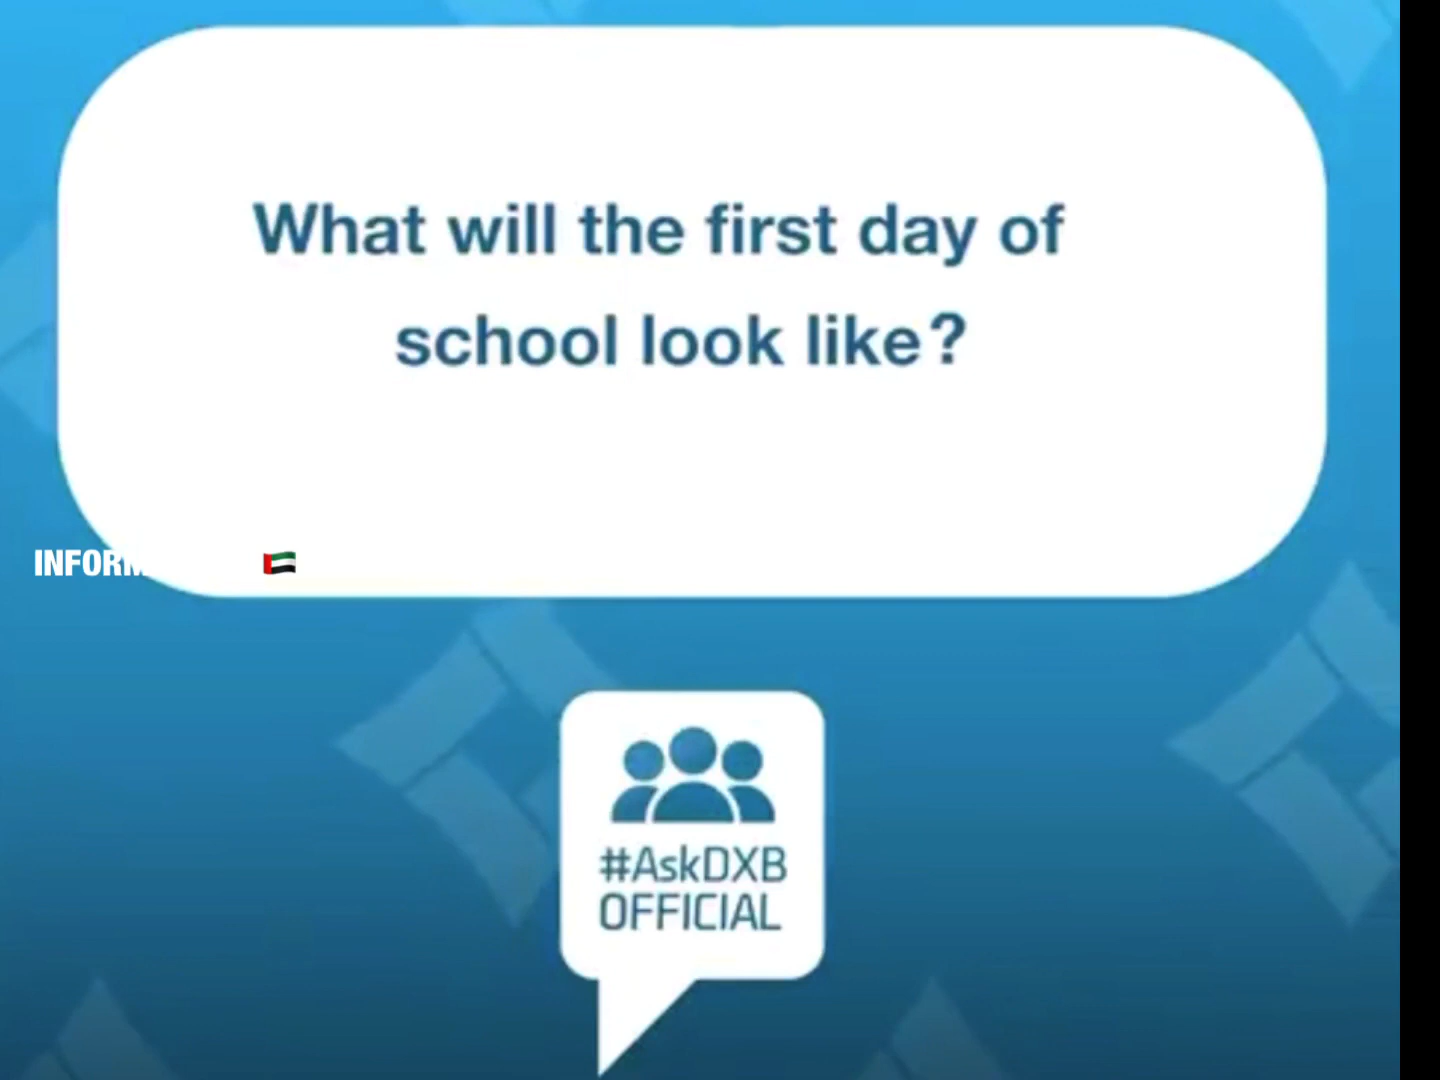 What will the first day of
school look like?
🇦🇪
#AskDXB
OFFICIAL